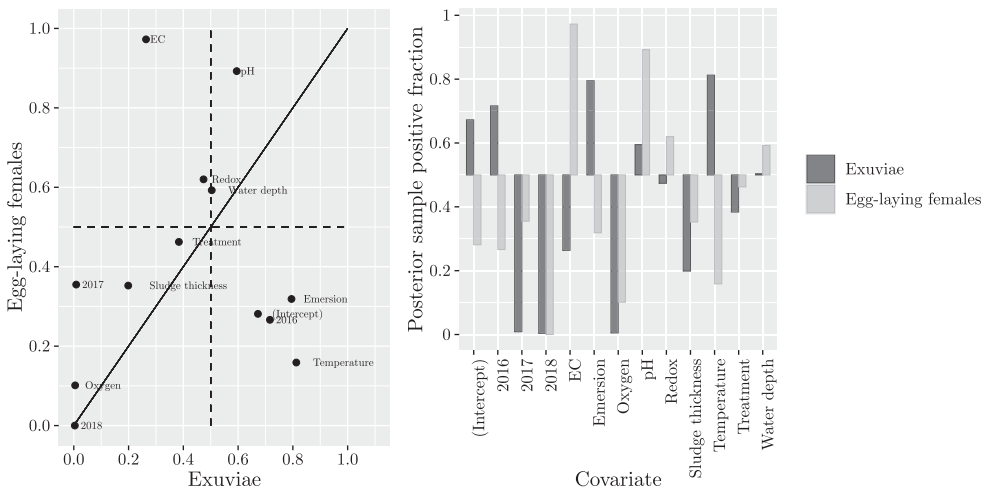 1.0
0.8
0.6
0.4
0.2
0.0
Egg-laying females
EC
pH
Redox
Water depth
Treatment
2017
Sludge thickness
Emersion
(Intercept)
2016
Temperature
Oxygen
2018
0.0 0.2 0.4 0.6 0.8 1.0
Exuviae
1
0.8
0.6
0.4
0.2
0
Posterior sample positive fraction
(Intercept)
2016
2017
2018
EC
Emersion
Oxygen
pH
Redox
Sludge thickness
Temperature
Treatment
Water depth
Covariate
Exuviae
Egg-laying females